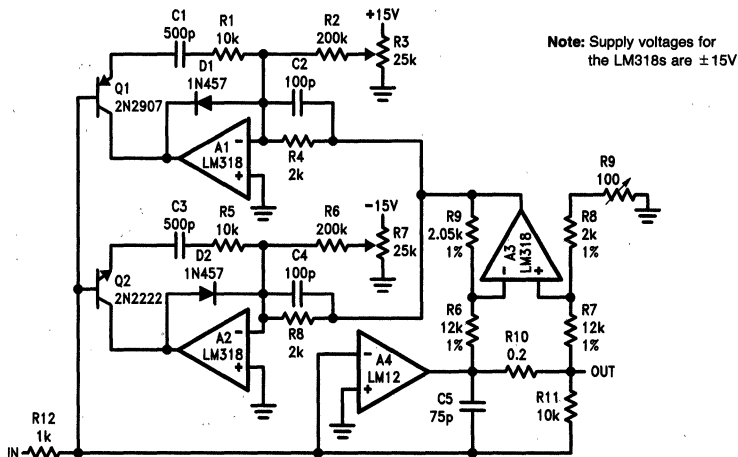 C1
500p
R1
10k
R2
200k
+15V
R3
25k
Note: Supply voltages for
the LM318s are ±15V
D1
1N457
C2
100p
Q1
2N2907
A1
LM318
-
+
R4
2k
R9
100
C3
500p
R5
10k
R6
200k
-15V
R7
25k
R9
2.05k
1%
A3
LM318
-
+
R8
2k
1%
D2
1N457
C4
100p
Q2
2N2222
A2
LM318
-
+
R8
2k
R6
12k
1%
R7
12k
1%
A4
LM12
-
+
R10
0.2
OUT
C5
75p
R11
10k
R12
1k
IN